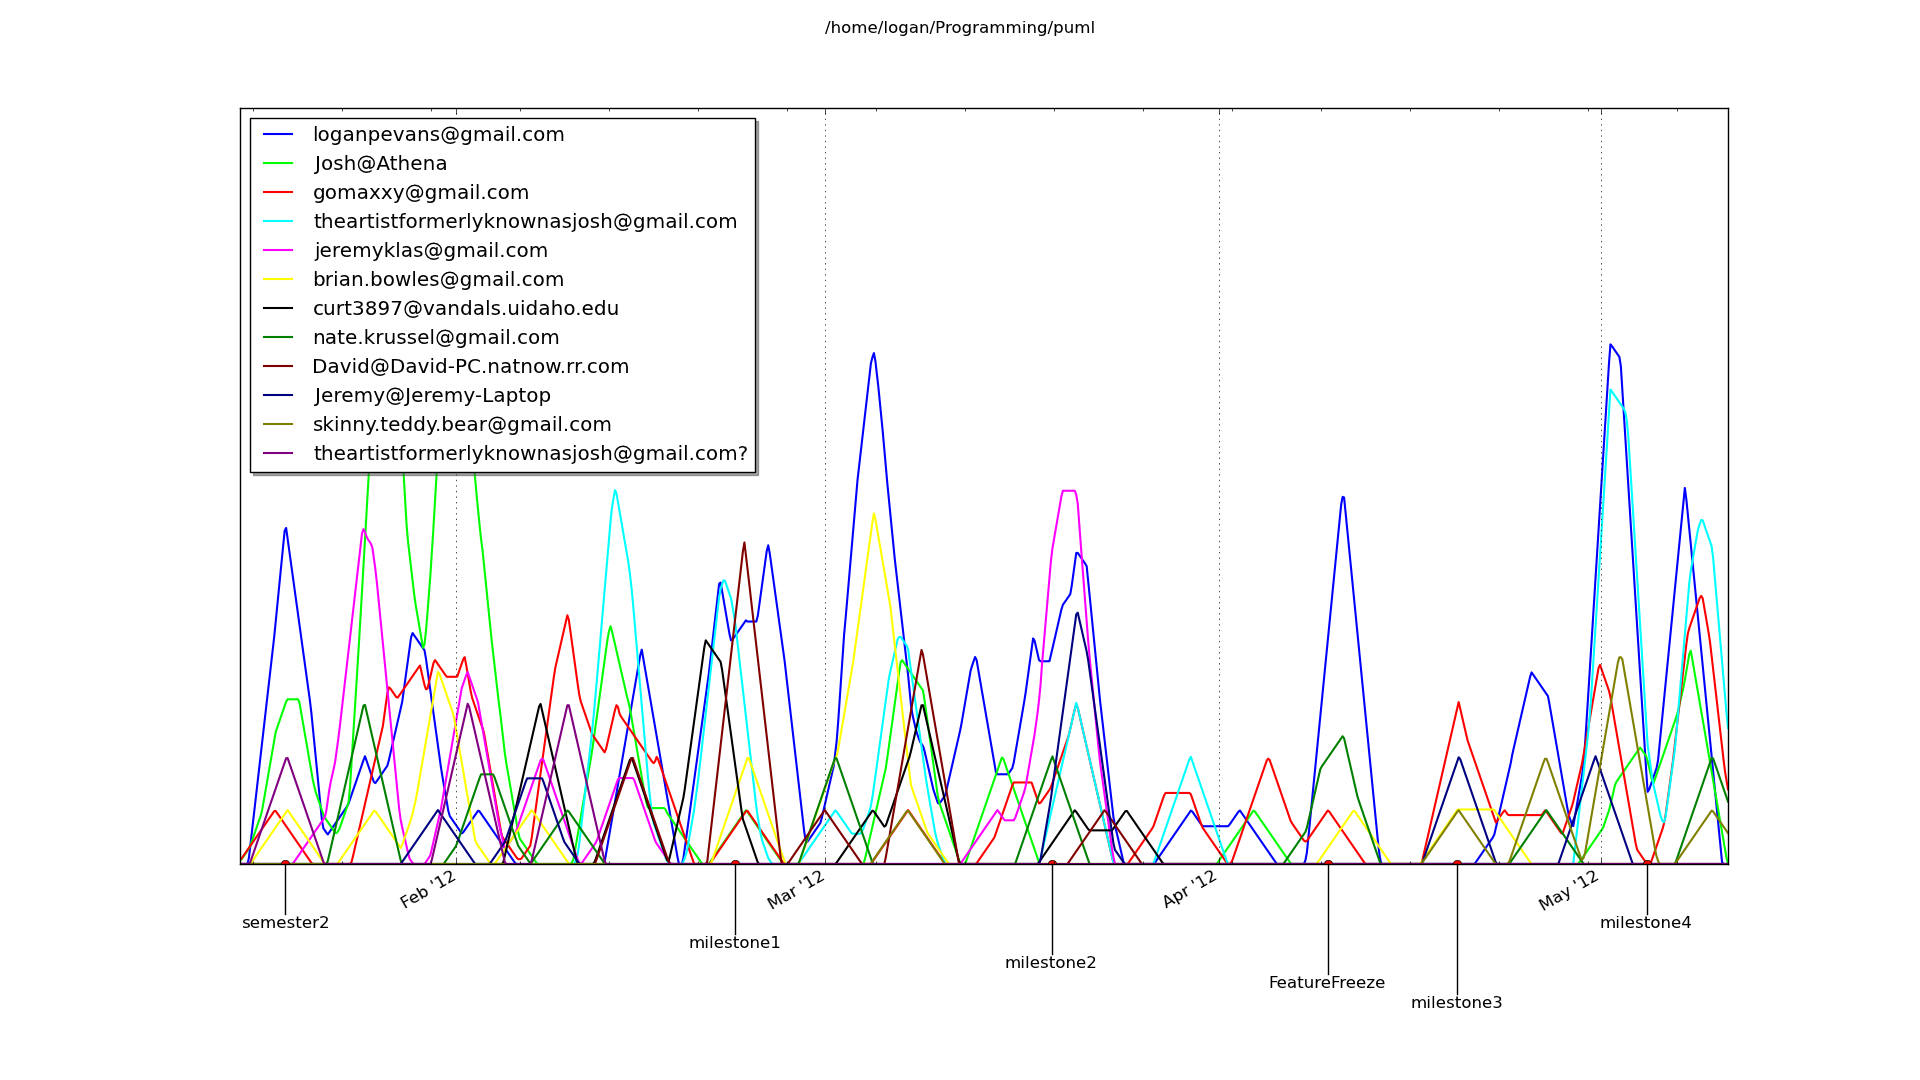 /home/logan/Programming/puml
loganpevans@gmail.com
Josh@Athena
gomaxxy@gmail.com
theartistformerlyknownasjosh@gmail.com
jeremyklas@gmail.com
brian.bowles@gmail.com
curt3897@vandals.uidaho.edu
nate.krussel@gmail.com
David@David-PC.natnow.rr.com
Jeremy@Jeremy-Laptop
skinny.teddy.bear@gmail.com
theartistformerlyknownasjosh@gmail.com?
Feb '12
Mar '12
Apr '12
May '12
semester2
milestone1
milestone2
FeatureFreeze
milestone3
milestone4